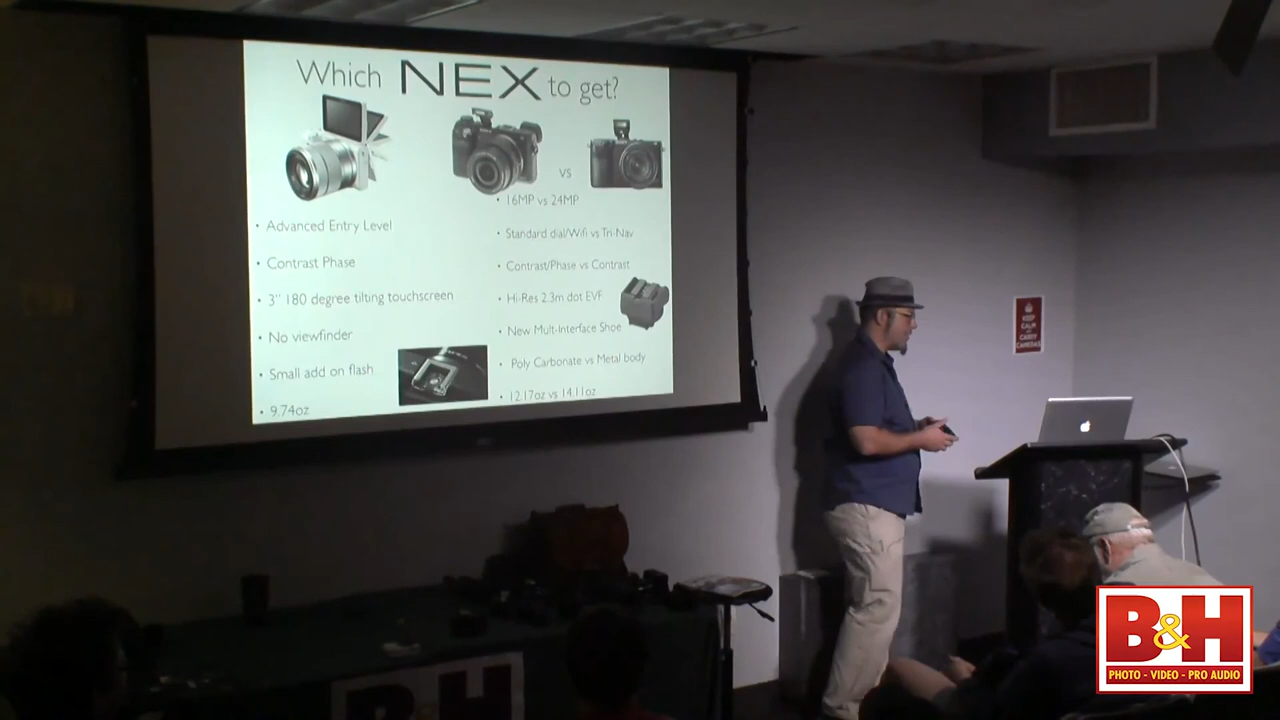 Which NEX to get?
vs
• 16MP vs 24MP
• Advanced Entry Level
• Standard dial/Wifi vs Tri-Nav
• Contrast Phase
• Contrast/Phase vs Contrast
• 3" 180 degree tilting touchscreen
• Hi-Res 2.3m dot EVF
• No viewfinder
• New Mult-Interface Shoe
• Small add on flash
• Poly Carbonate vs Metal body
• 9.74oz
• 12.17oz vs 14.11oz
KEEP
CALM
AND
CARRY
CAMERAS
B&H
B&H
PHOTO - VIDEO - PRO AUDIO